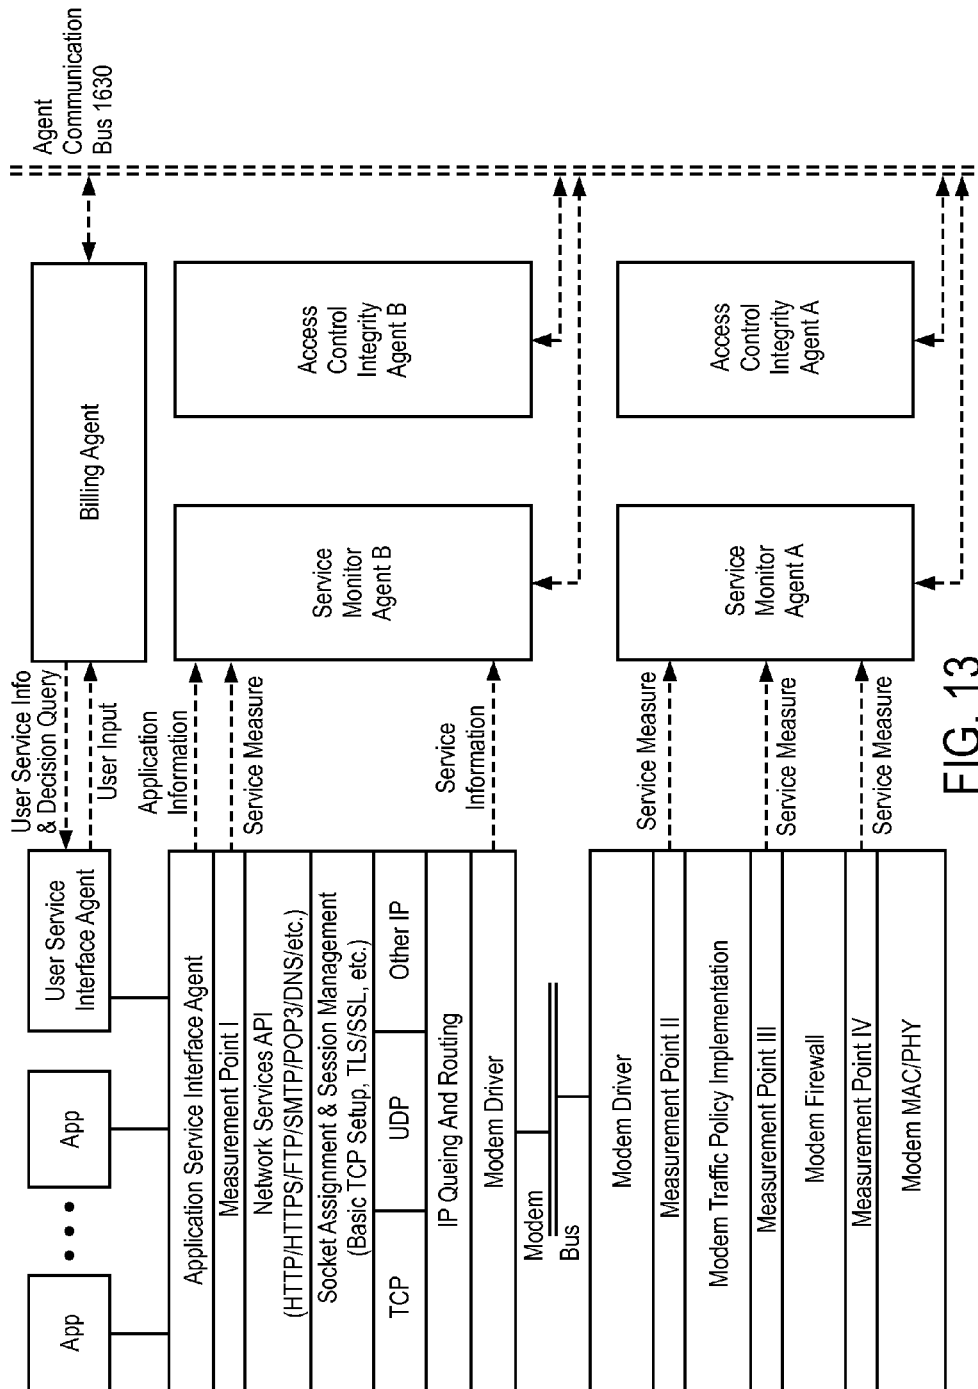 Agent
Communication
Bus 1630
Billing Agent
User Service Info
& Decision Query
User Input
User Service
Interface Agent
App
App
Application
Information
Service Measure
Service
Information
Service
Monitor
Agent B
Access
Control
Integrity
Agent B
Application Service Interface Agent
Measurement Point I
Network Services API
(HTTP/HTTPS/FTP/SMTP/POP3/DNS/etc.)
Socket Assignment & Session Management
(Basic TCP Setup, TLS/SSL, etc.)
TCP
UDP
Other IP
IP Queing And Routing
Modem Driver
Modem
Bus
Modem Driver
Measurement Point II
Modem Traffic Policy Implementation
Measurement Point III
Modem Firewall
Measurement Point IV
Modem MAC/PHY
Service Measure
Service Measure
Service Measure
Service
Monitor
Agent A
Access
Control
Integrity
Agent A
FIG. 13